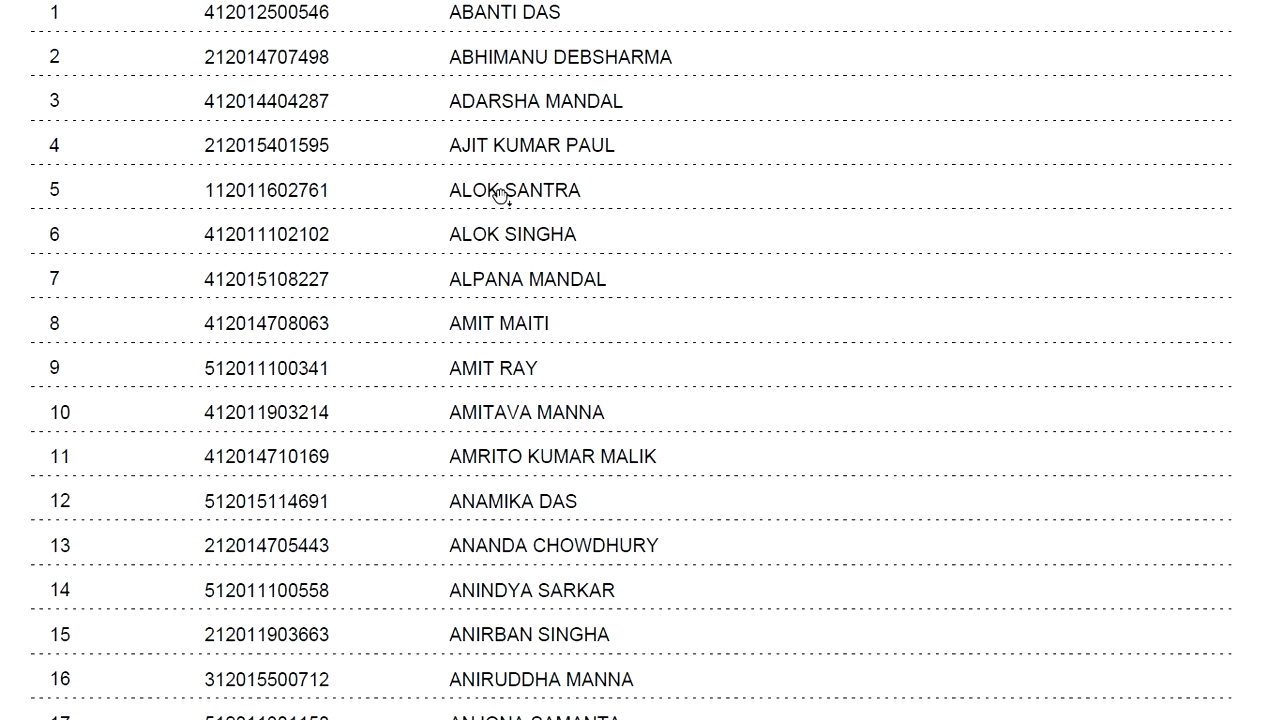 1 412012500546 ABANTI DAS
2 212014707498 ABHIMANU DEBSHARMA
3 412014404287 ADARSHA MANDAL
4 212015401595 AJIT KUMAR PAUL
5 112011602761 ALOK SANTRA
6 412011102102 ALOK SINGHA
7 412015108227 ALPANA MANDAL
8 412014708063 AMIT MAITI
9 512011100341 AMIT RAY
10 412011903214 AMITAVA MANNA
11 412014710169 AMRITO KUMAR MALIK
12 512015114691 ANAMIKA DAS
13 212014705443 ANANDA CHOWDHURY
14 512011100558 ANINDYA SARKAR
15 212011903663 ANIRBAN SINGHA
16 312015500712 ANIRUDDHA MANNA
17 ANJONA SAMANTA